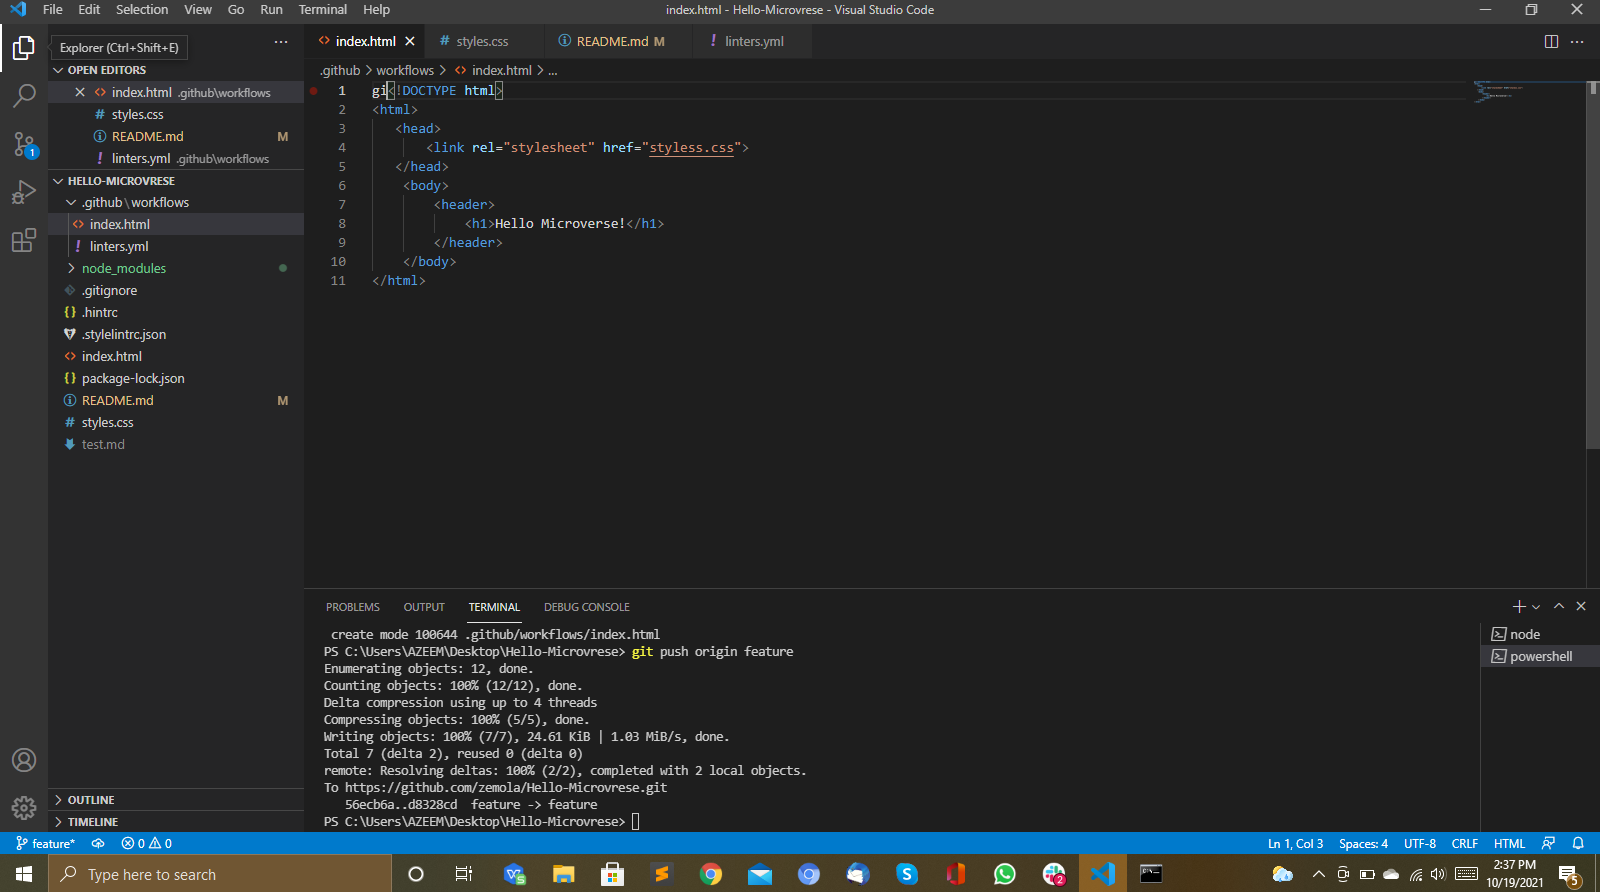 File Edit Selection View Go Run Terminal Help
index.html - Hello-Microvrese - Visual Studio Code
Explorer (Ctrl+Shift+E)
index.html
styles.css
README.md M
linters.yml
OPEN EDITORS
index.html .github\workflows
styles.css
README.md M
linters.yml .github\workflows
HELLO-MICROVRESE
.github\workflows
index.html
linters.yml
node_modules
.gitignore
.hintrc
.stylelintrc.json
index.html
package-lock.json
README.md M
styles.css
test.md
OUTLINE
TIMELINE
1
.github > workflows > index.html > ...
1 gi<!DOCTYPE html>
2 <html>
3 <head>
4 <link rel="stylesheet" href="styless.css">
5 </head>
6 <body>
7 <header>
8 <h1>Hello Microverse!</h1>
9 </header>
10 </body>
11 </html>
PROBLEMS OUTPUT TERMINAL DEBUG CONSOLE
create mode 100644 .github/workflows/index.html
PS C:\Users\AZEEM\Desktop\Hello-Microvrese> git push origin feature
Enumerating objects: 12, done.
Counting objects: 100% (12/12), done.
Delta compression using up to 4 threads
Compressing objects: 100% (5/5), done.
Writing objects: 100% (7/7), 24.61 KiB | 1.03 MiB/s, done.
Total 7 (delta 2), reused 0 (delta 0)
remote: Resolving deltas: 100% (2/2), completed with 2 local objects.
To https://github.com/zemola/Hello-Microvrese.git
56ecb6a..d8328cd feature -> feature
PS C:\Users\AZEEM\Desktop\Hello-Microvrese>
node
powershell
feature* 0 0
Ln 1, Col 3 Spaces: 4 UTF-8 CRLF HTML
Type here to search
2
2:37 PM
10/19/2021
5